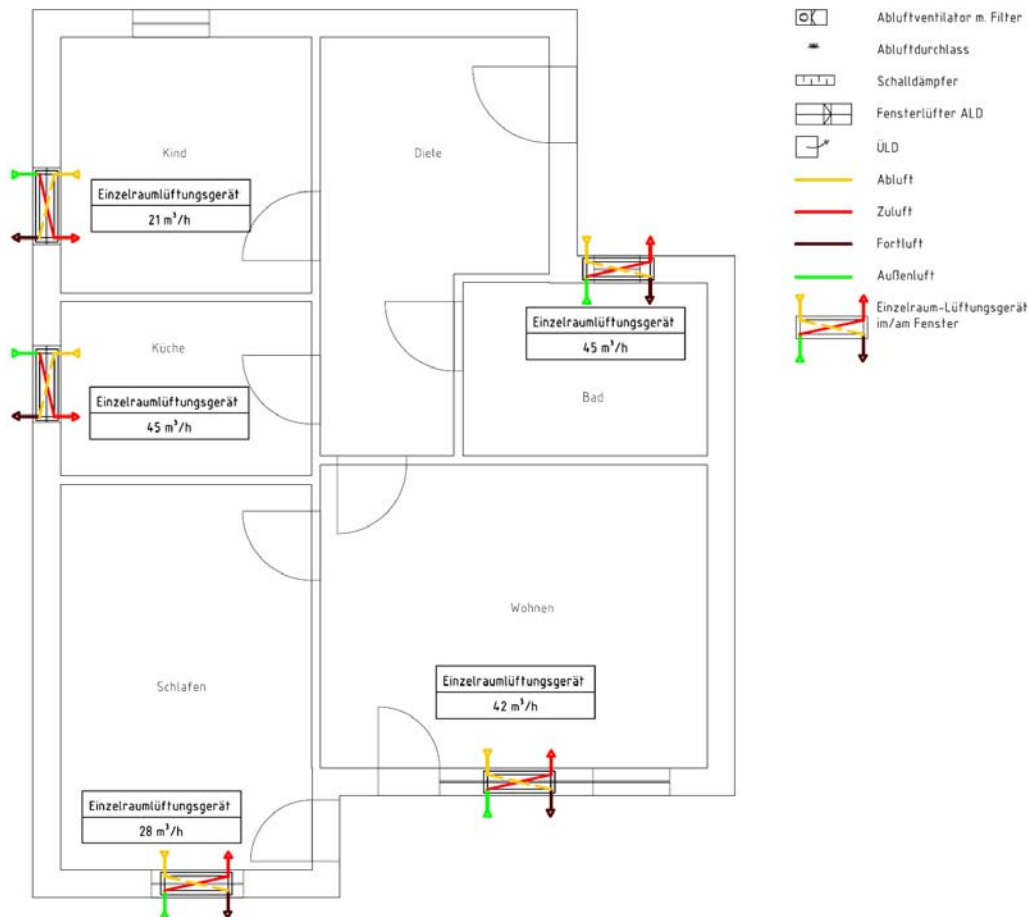 Kind
Einzelraumlüftungsgerät
21 m³/h
Diele
Küche
Einzelraumlüftungsgerät
45 m³/h
Einzelraumlüftungsgerät
45 m³/h
Bad
Wohnen
Einzelraumlüftungsgerät
42 m³/h
Schlafen
Einzelraumlüftungsgerät
28 m³/h
Abluftventilator m. Filter
Abluftdurchlass
Schalldämpfer
Fensterlüfter ALD
ÜLD
Abluft
Zuluft
Fortluft
Außenluft
Einzelraum-Lüftungsgerät
im/am Fenster